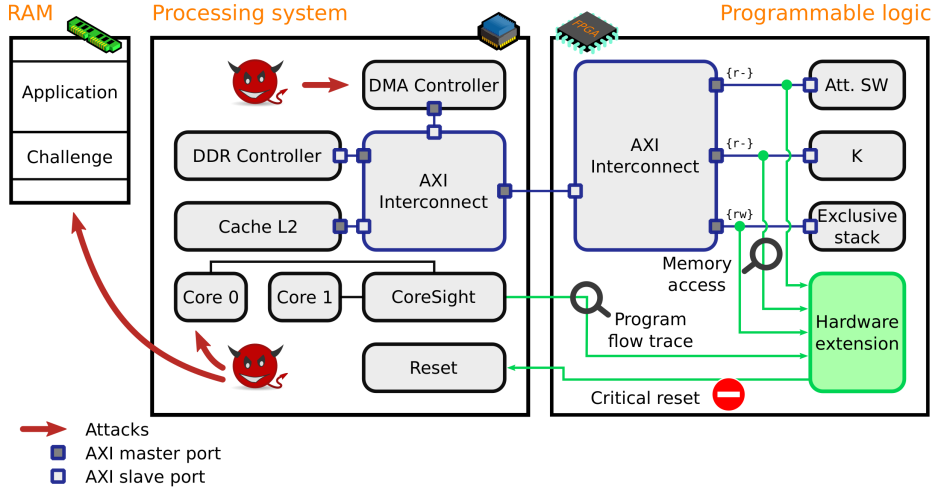 RAM
Processing system
Programmable logic
FPGA
Application
Challenge
DMA Controller
DDR Controller
AXI
Interconnect
Cache L2
Core 0
Core 1
CoreSight
Reset
AXI
Interconnect
{r-}
Att. SW
{r-}
K
{rw}
Exclusive
stack
Memory
access
Program
flow trace
Hardware
extension
Critical reset
Attacks
AXI master port
AXI slave port